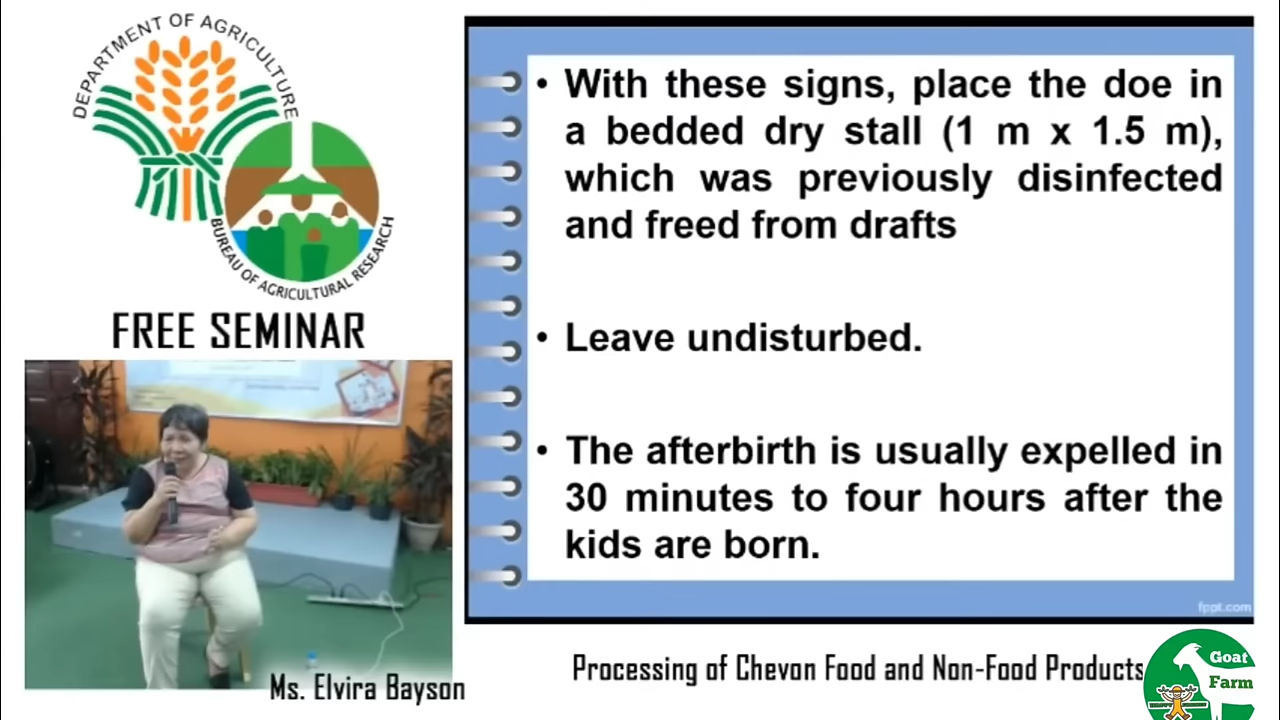 DEPARTMENT OF AGRICULTURE
BUREAU OF AGRICULTURAL RESEARCH
FREE SEMINAR
Ms. Elvira Bayson
• With these signs, place the doe in
a bedded dry stall (1 m x 1.5 m),
which was previously disinfected
and freed from drafts
• Leave undisturbed.
• The afterbirth is usually expelled in
30 minutes to four hours after the
kids are born.
fppt.com
Processing of Chevon Food and Non-Food Products
Goat
Farm